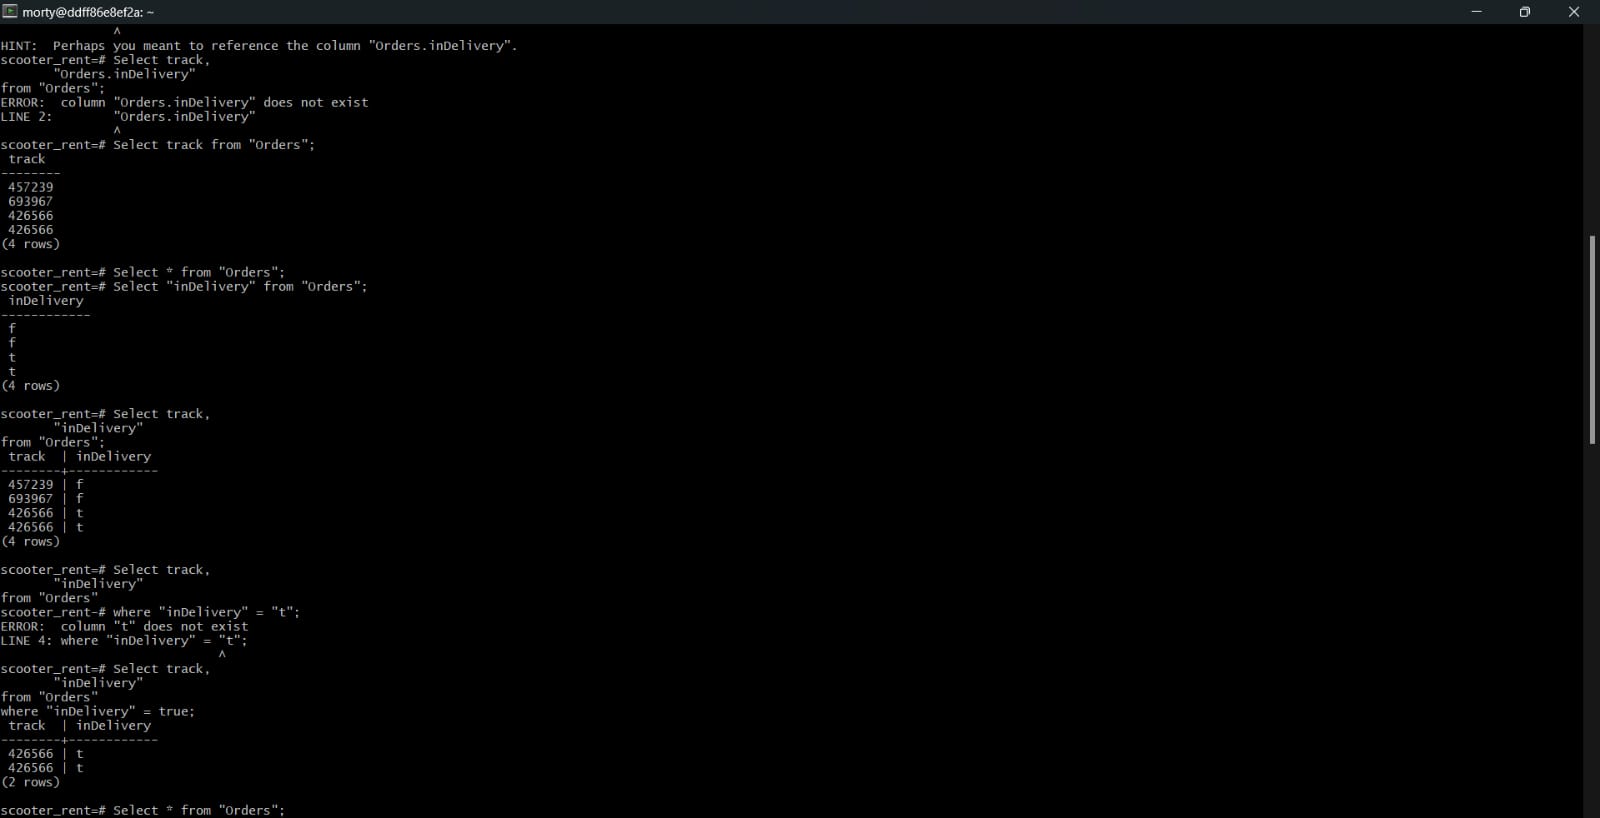 morty@ddff86e8ef2a: ~
^
HINT:  Perhaps you meant to reference the column "Orders.inDelivery".
scooter_rent=# Select track,
       "Orders.inDelivery"
from "Orders";
ERROR:  column "Orders.inDelivery" does not exist
LINE 2:        "Orders.inDelivery"
               ^
scooter_rent=# Select track from "Orders";
 track
--------
 457239
 693967
 426566
 426566
(4 rows)
scooter_rent=# Select * from "Orders";
scooter_rent=# Select "inDelivery" from "Orders";
 inDelivery
------------
 f
 f
 t
 t
(4 rows)
scooter_rent=# Select track,
       "inDelivery"
from "Orders";
 track  | inDelivery
--------+------------
 457239 | f
 693967 | f
 426566 | t
 426566 | t
(4 rows)
scooter_rent=# Select track,
       "inDelivery"
from "Orders"
scooter_rent-# where "inDelivery" = "t";
ERROR:  column "t" does not exist
LINE 4: where "inDelivery" = "t";
                             ^
scooter_rent=# Select track,
       "inDelivery"
from "Orders"
where "inDelivery" = true;
 track  | inDelivery
--------+------------
 426566 | t
 426566 | t
(2 rows)
scooter_rent=# Select * from "Orders";